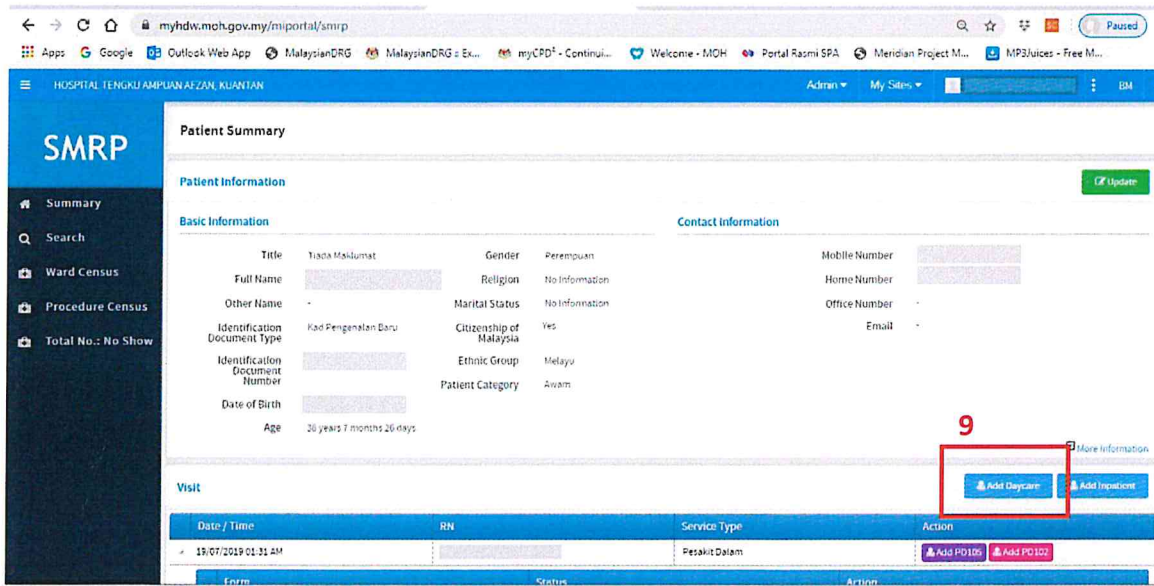 myhdw.moh.gov.my/miportal/smrp
Paused
Apps Google Outlook Web App MalaysianDRG MalaysianDRG :: Ex... myCPD² - Continui... Welcome - MOH Portal Rasmi SPA Meridian Project M... MP3Juices - Free M...
HOSPITAL TENGKU AMPUAN AFZAN, KUANTAN Admin My Sites BM
SMRP
Summary
Search
Ward Census
Procedure Census
Total No.: No Show
Patient Summary
Patient Information Update
Basic Information Contact Information
Title Tiada Maklumat Gender Perempuan Mobile Number
Full Name Religion No Information Home Number
Other Name - Marital Status No Information Office Number -
Identification Document Type Kad Pengenalan Baru Citizenship of Malaysia Yes Email -
Identification Document Number Ethnic Group Melayu
Patient Category Awam
Date of Birth
Age 38 years 7 months 26 days
9
More Information
Visit Add Daycare Add Inpatient
Date / Time RN Service Type Action
19/07/2019 01:31 AM Pesakit Dalam Add PD105 Add PD102
Form Status Action